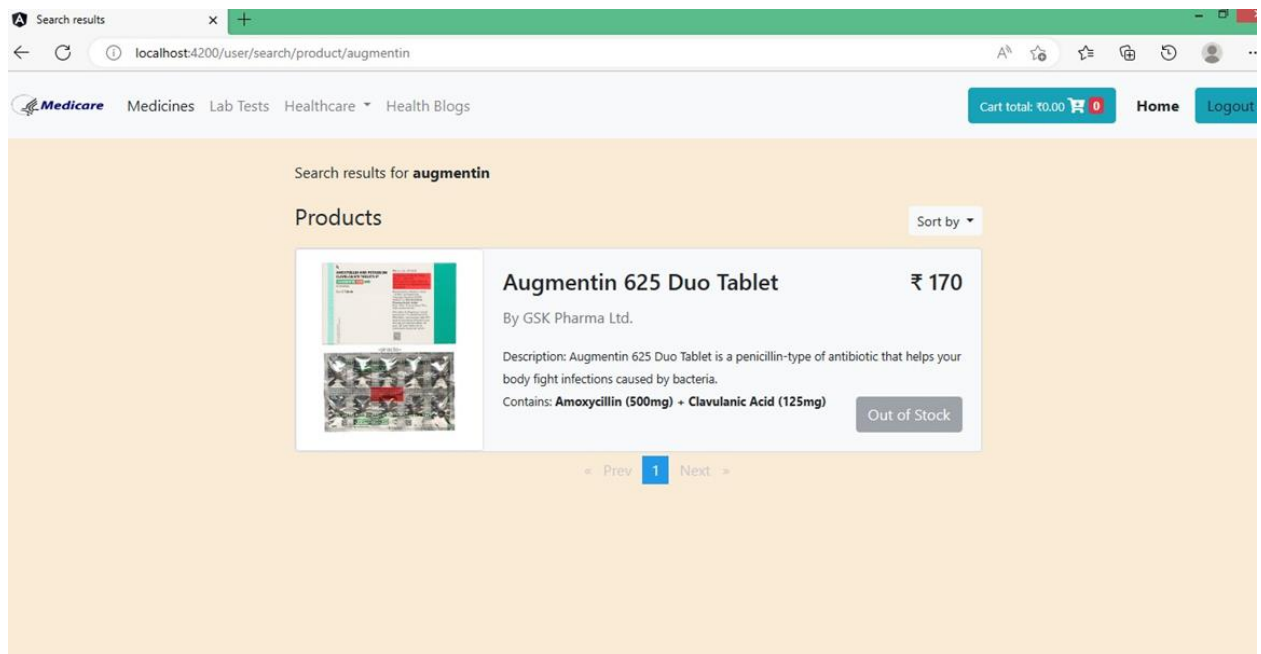 Search results
localhost:4200/user/search/product/augmentin
Medicare Medicines Lab Tests Healthcare Health Blogs Cart total: ₹0.00 0 Home Logout
Search results for augmentin
Products Sort by
Augmentin 625 Duo Tablet ₹ 170
By GSK Pharma Ltd.
Description: Augmentin 625 Duo Tablet is a penicillin-type of antibiotic that helps your
body fight infections caused by bacteria.
Contains: Amoxycillin (500mg) + Clavulanic Acid (125mg)
Out of Stock
« Prev 1 Next »